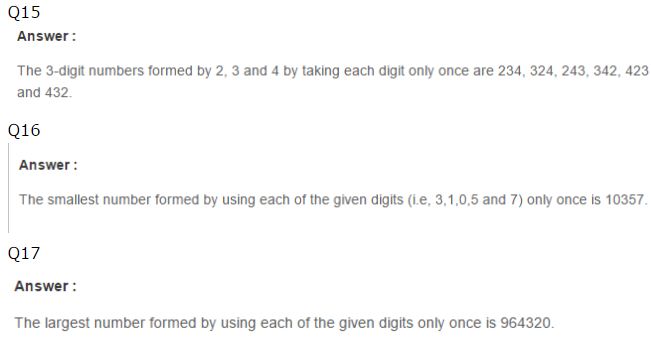 Q15
Answer :
The 3-digit numbers formed by 2, 3 and 4 by taking each digit only once are 234, 324, 243, 342, 423
and 432.
Q16
Answer :
The smallest number formed by using each of the given digits (i.e, 3,1,0,5 and 7) only once is 10357.
Q17
Answer :
The largest number formed by using each of the given digits only once is 964320.